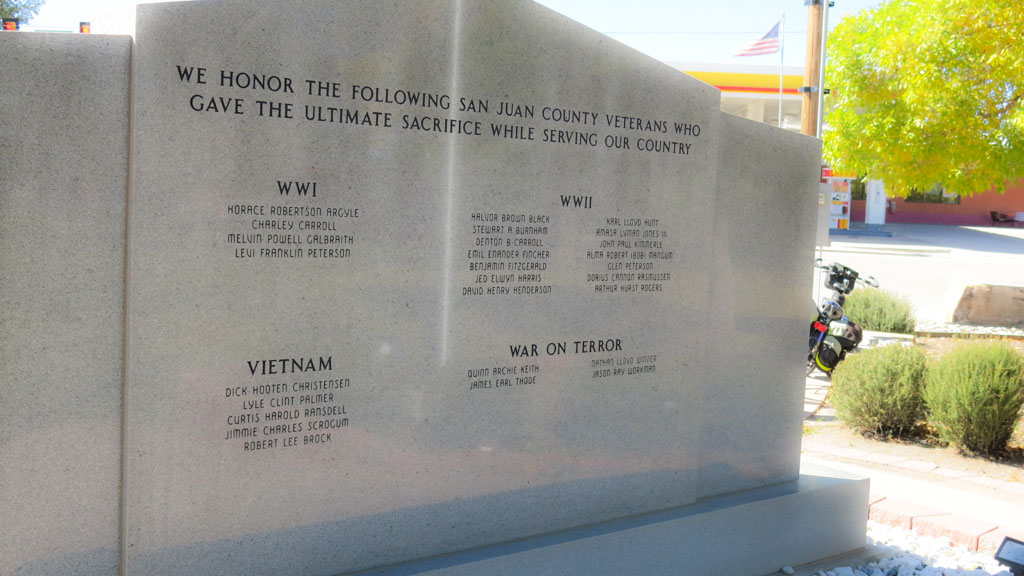 WE HONOR THE FOLLOWING SAN JUAN COUNTY VETERANS WHO
GAVE THE ULTIMATE SACRIFICE WHILE SERVING OUR COUNTRY
WWI
HORACE ROBERTSON ARGYLE
CHARLEY CARROLL
MELVIN POWELL GALBRAITH
LEVI FRANKLIN PETERSON
WWII
HALVOR BROWN BLACK
STEWART A BURNHAM
DENTON B CARROLL
EMIL ENANDER FINCHER
BENJAMIN FITZGERALD
JED ELWYN HARRIS
DAVID HENRY HENDERSON
KARL LLOYD HUNT
AMASA LYMAN JONES III
JOHN PAUL KIMMERLE
ALMA ROBERT (BOB) MANGUM
GLEN PETERSON
DORIUS CANNON RASMUSSEN
ARTHUR HURST ROGERS
VIETNAM
DICK HOOTEN CHRISTENSEN
LYLE CLINT PALMER
CURTIS HAROLD RANSDELL
JIMMIE CHARLES SCROGUM
ROBERT LEE BROCK
WAR ON TERROR
QUINN ARCHIE KEITH
JAMES EARL THODE
NATHAN LLOYD WINDER
JASON RAY WORKMAN